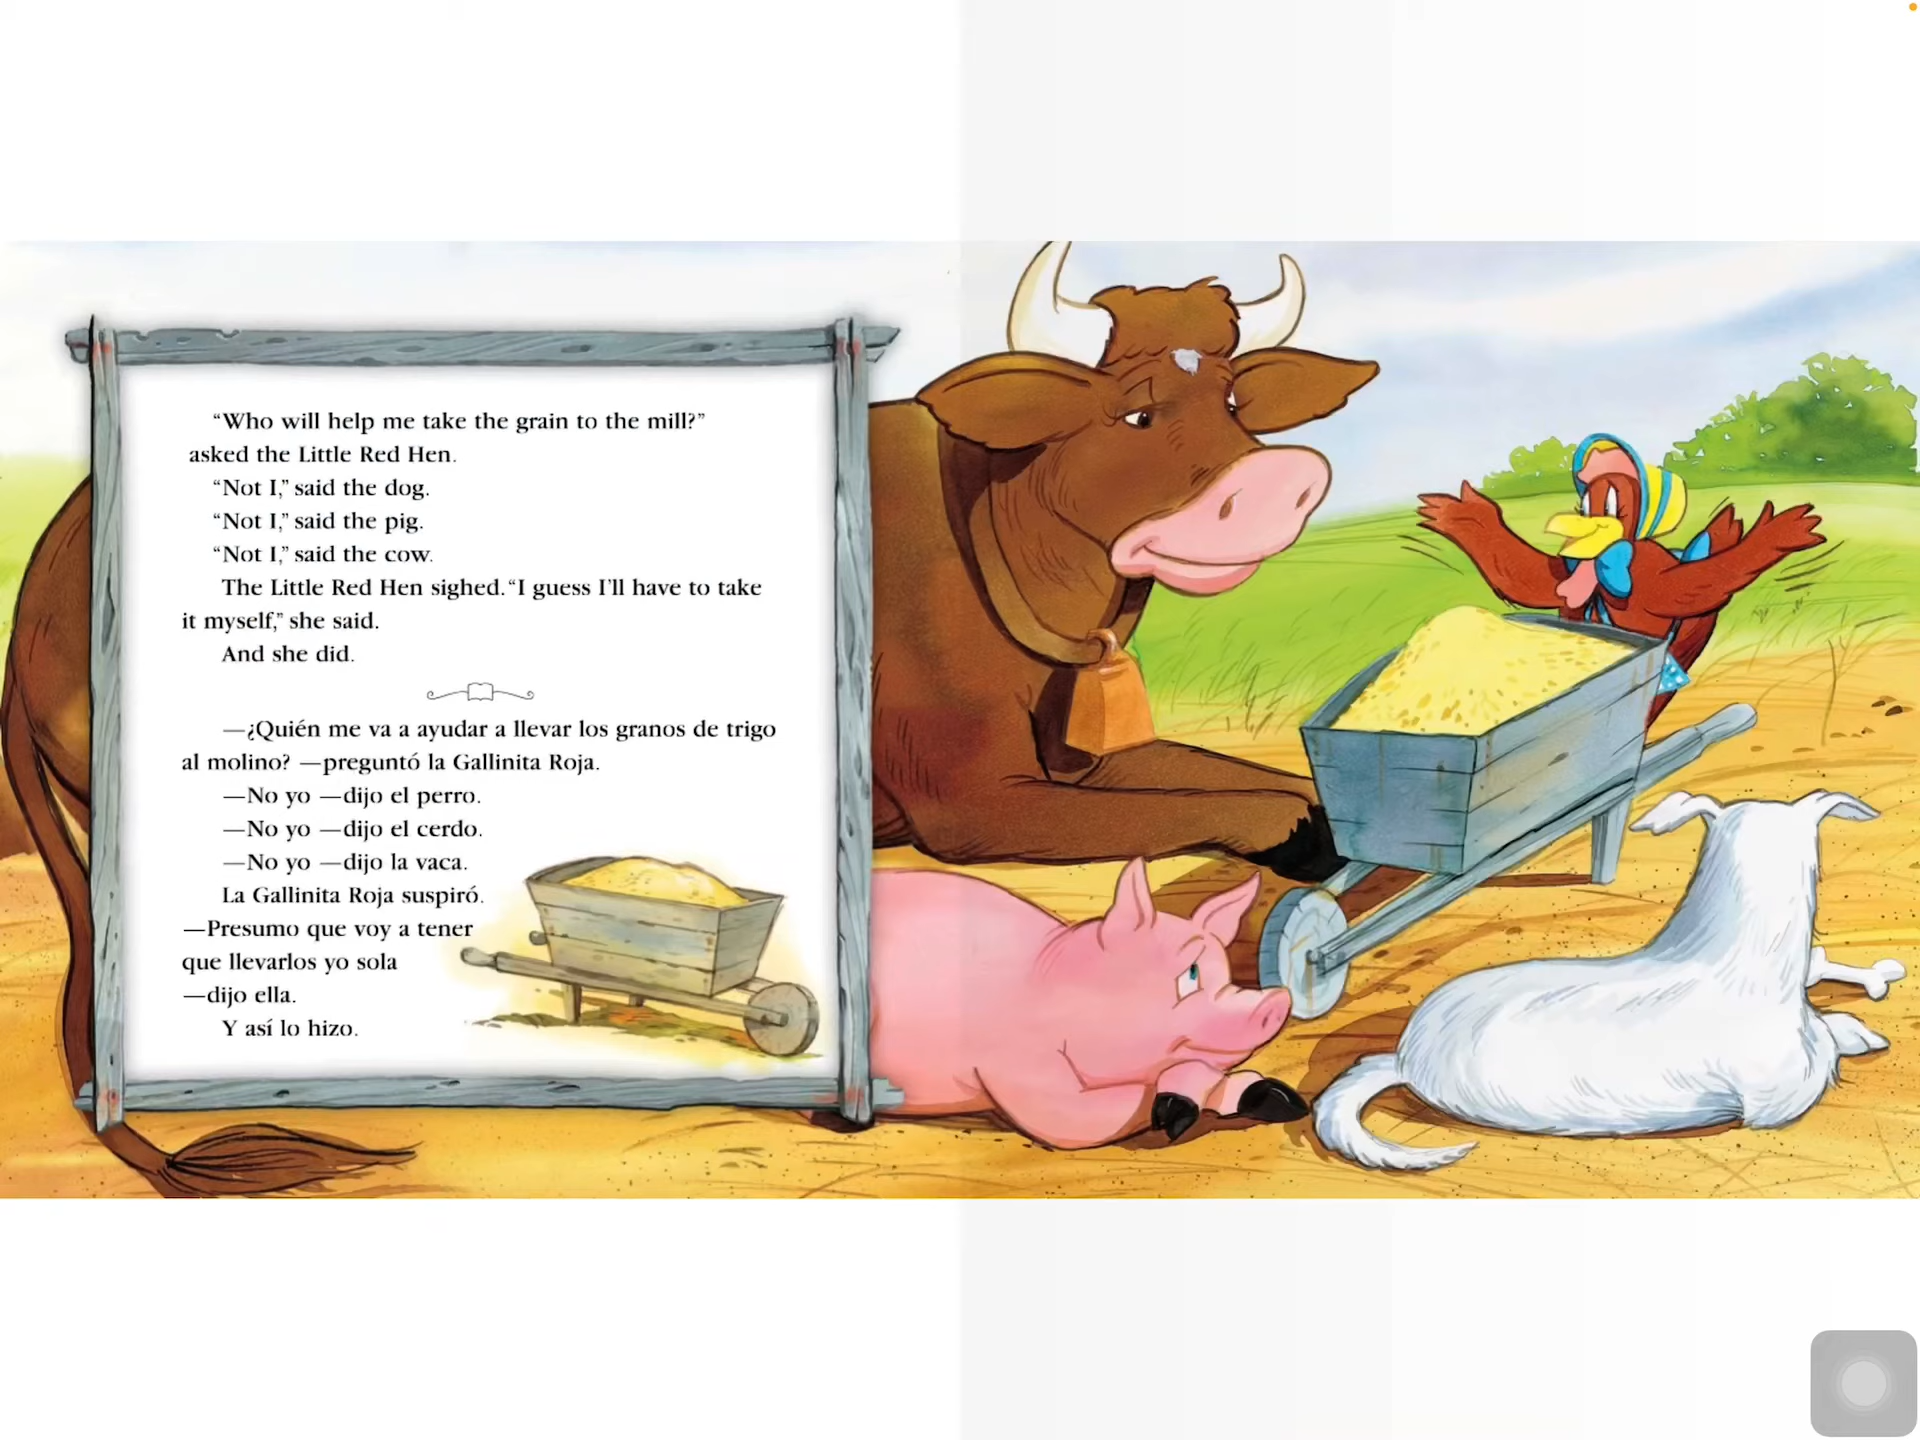 “Who will help me take the grain to the mill?”
asked the Little Red Hen.
“Not I,” said the dog.
“Not I,” said the pig.
“Not I,” said the cow.
The Little Red Hen sighed. “I guess I’ll have to take
it myself,” she said.
And she did.
—¿Quién me va a ayudar a llevar los granos de trigo
al molino? —preguntó la Gallinita Roja.
—No yo —dijo el perro.
—No yo —dijo el cerdo.
—No yo —dijo la vaca.
La Gallinita Roja suspiró.
—Presumo que voy a tener
que llevarlos yo sola
—dijo ella.
Y así lo hizo.